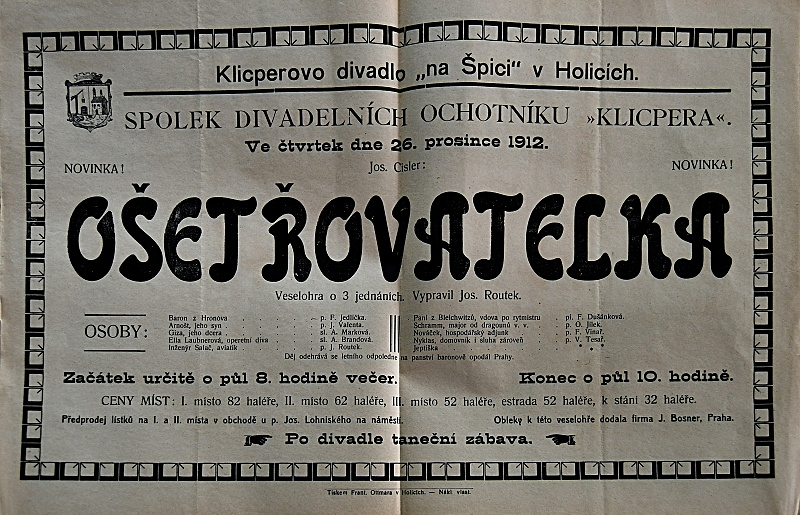 Klicperovo divadlo „na Špici" v Holicích.
SPOLEK DIVADELNÍCH OCHOTNÍKU »KLICPERA«.
Ve čtvrtek dne 26. prosince 1912.
NOVINKA! Jos. Cisler: NOVINKA!
OŠETŘOVATELKA
Veselohra o 3 jednáních. Vypravil Jos. Routek.
OSOBY:
Baron z Hronova . . . . p. F. Jedlička.
Arnošt, jeho syn . . . . p. J. Valenta.
Giza, jeho dcera . . . . sl. A. Marková.
Ella Laubnerová, operetní diva . sl. A. Brandová.
Inženýr Salač, aviatik . . . . p. J. Routek.
Paní z Bleichwitzů, vdova po rytmistru pí. F. Dušánková.
Schramm, major od dragounů v. v. . p. O. Jílek.
Nováček, hospodářský adjunk . . p. F. Vinař.
Nyklas, domovník i sluha zároveň . p. V. Tesař.
Jeptiška . . . . * * *
Děj odehrává se letního odpoledne na panství baronově opodál Prahy.
Začátek určitě o půl 8. hodině večer. Konec o půl 10. hodině.
CENY MÍST: I. místo 82 haléře, II. místo 62 haléře, III. místo 52 haléře, estrada 52 haléře, k stání 32 haléře.
Předprodej lístků na I. a II. místa v obchodě u p. Jos. Lohniského na náměstí. Obleky k této veselohře dodala firma J. Bosner, Praha.
Po divadle taneční zábava.
Tiskem Frant. Ottmara v Holicích. — Nákl. vlast.